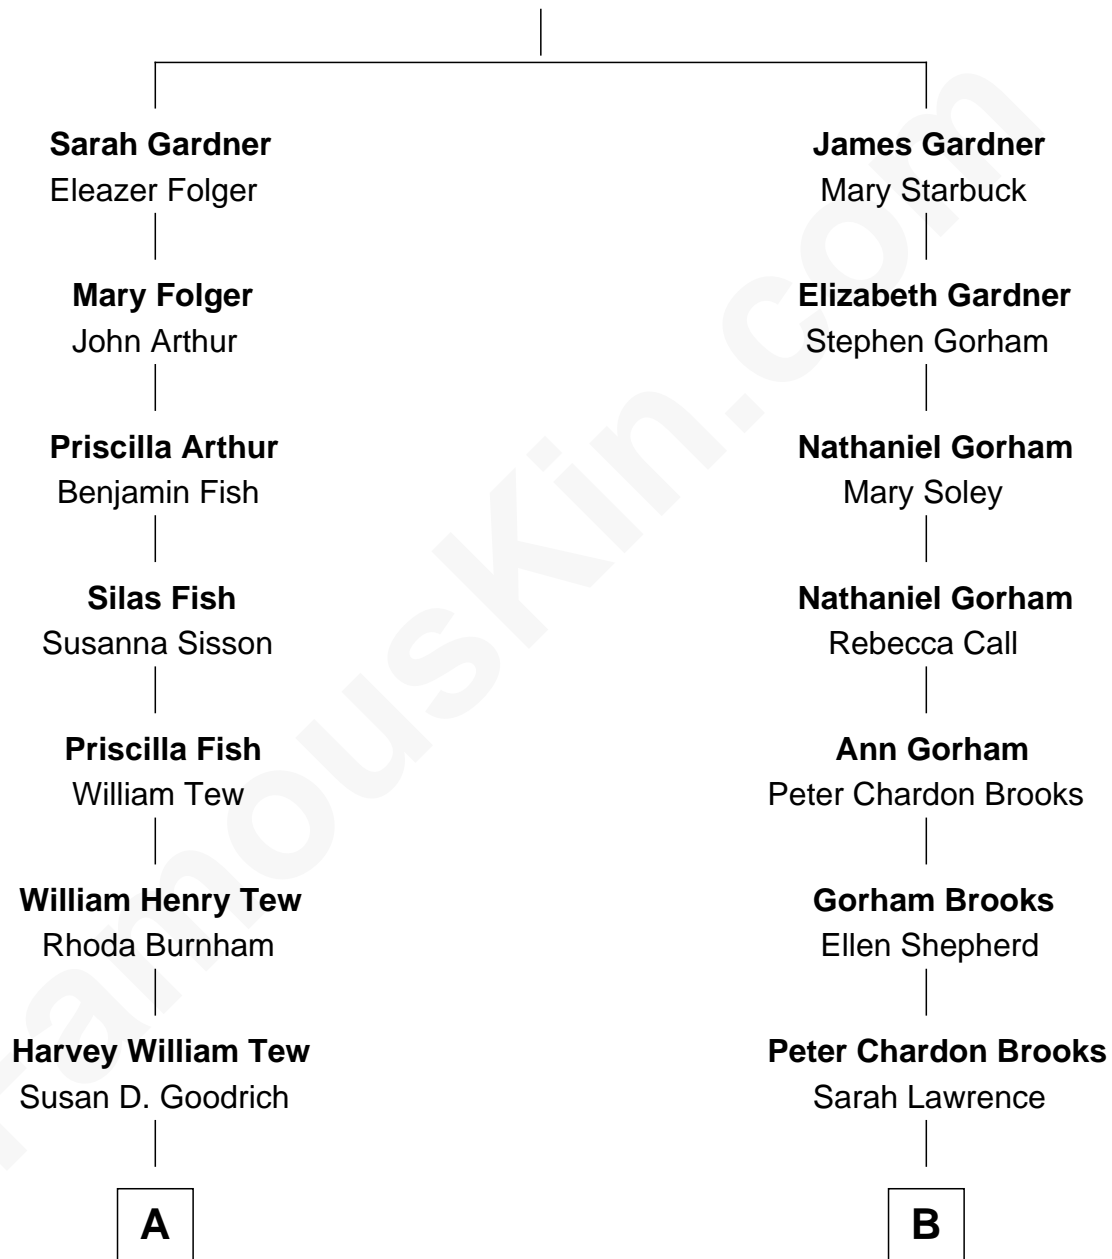 Sarah Gardner
Eleazer Folger
Mary Folger
John Arthur
Priscilla Arthur
Benjamin Fish
Silas Fish
Susanna Sisson
Priscilla Fish
William Tew
William Henry Tew
Rhoda Burnham
Harvey William Tew
Susan D. Goodrich
A
James Gardner
Mary Starbuck
Elizabeth Gardner
Stephen Gorham
Nathaniel Gorham
Mary Soley
Nathaniel Gorham
Rebecca Call
Ann Gorham
Peter Chardon Brooks
Gorham Brooks
Ellen Shepherd
Peter Chardon Brooks
Sarah Lawrence
B
FamousKin.com